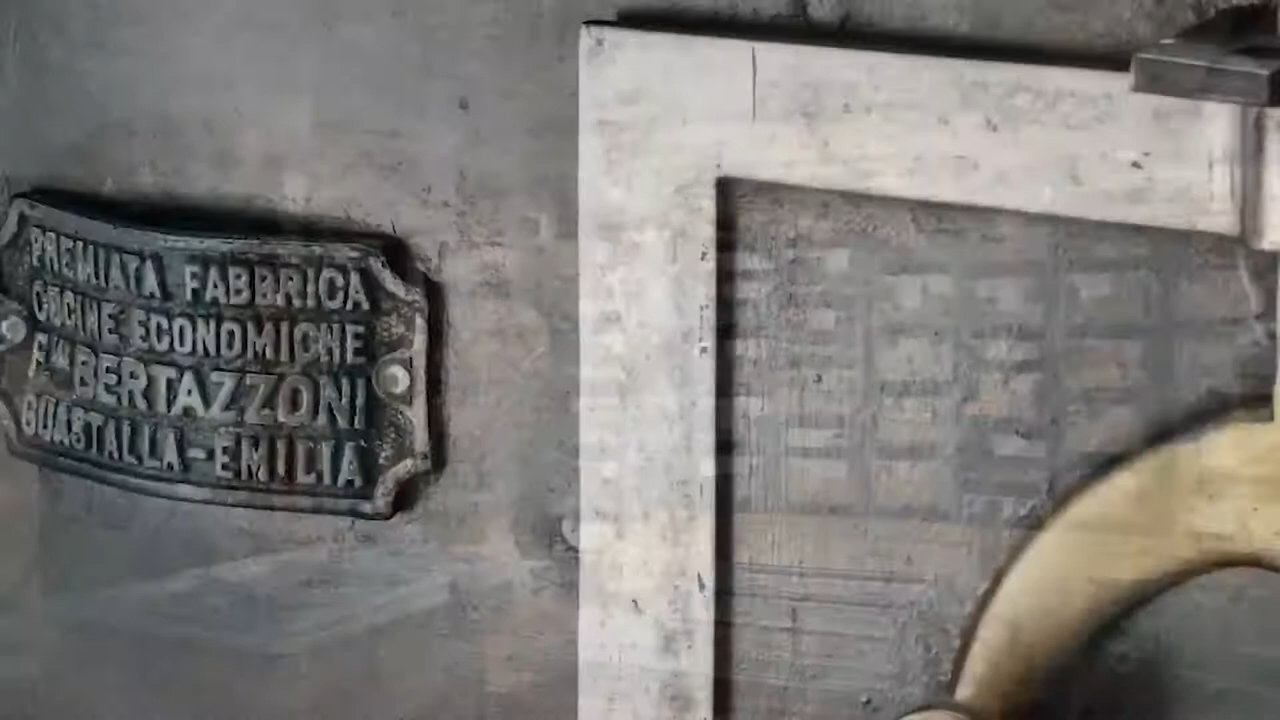 PREMIATA FABBRICA
CUCINE ECONOMICHE
F.lli BERTAZZONI
GUASTALLA-EMILIA